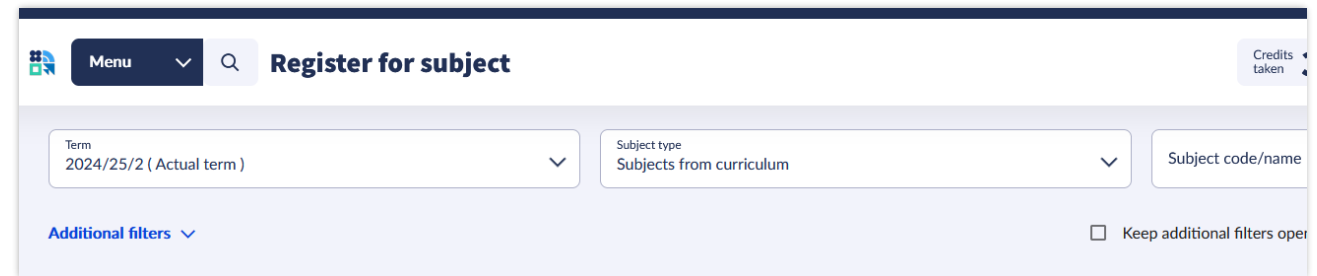 Menu
Register for subject
Credits
taken
Term
2024/25/2 ( Actual term )
Subject type
Subjects from curriculum
Subject code/name
Additional filters
Keep additional filters